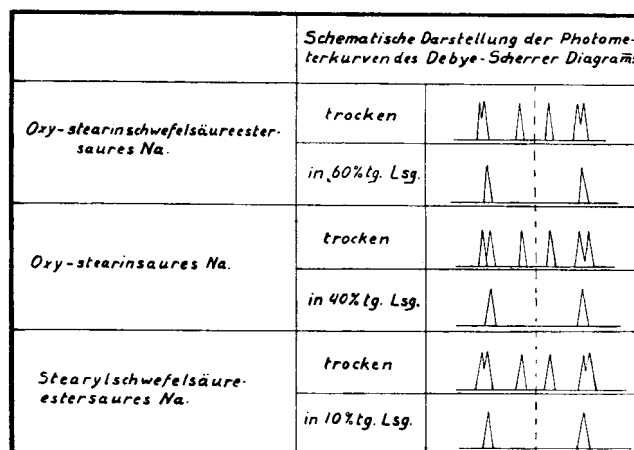 Schematische Darstellung der Photome-
terkurven des Debye-Scherrer Diagram̅s
Oxy-stearinschwefelsäureester-
saures Na.
trocken
in 60%tg. Lsg.
Oxy-stearinsaures Na.
trocken
in 40%tg. Lsg.
Stearylschwefelsäure-
estersaures Na.
trocken
in 10%tg. Lsg.